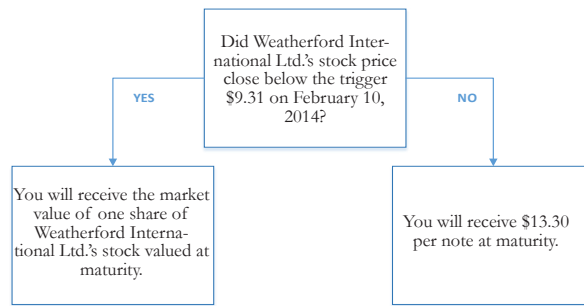 Did Weatherford Inter-
national Ltd.'s stock price
close below the trigger
$9.31 on February 10,
2014?
YES
NO
You will receive the market
value of one share of
Weatherford Interna-
tional Ltd.'s stock valued at
maturity.
You will receive $13.30
per note at maturity.